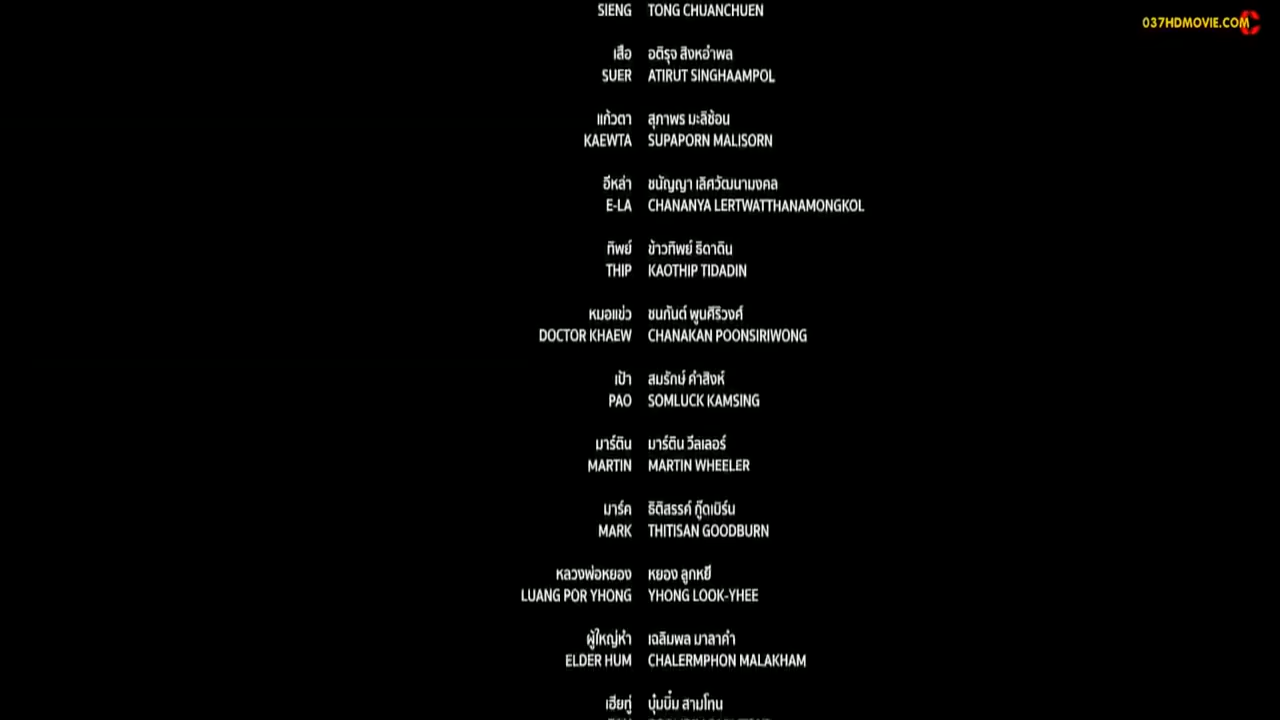 SIENG TONG CHUANCHUEN
037HDMOVIE.COM
เสือ อติรุจ สิงหอำพล
SUER ATIRUT SINGHAAMPOL
แก้วตา สุภาพร มะลิซ้อน
KAEWTA SUPAPORN MALISORN
อีหล่า ชนัญญา เลิศวัฒนามงคล
E-LA CHANANYA LERTWATTHANAMONGKOL
ทิพย์ ข้าวทิพย์ ธิดาดิน
THIP KAOTHIP TIDADIN
หมอแข่ว ชนกันต์ พูนศิริวงศ์
DOCTOR KHAEW CHANAKAN POONSIRIWONG
เป้า สมรักษ์ คำสิงห์
PAO SOMLUCK KAMSING
มาร์ติน มาร์ติน วีลเลอร์
MARTIN MARTIN WHEELER
มาร์ค ธิติสรรค์ กู๊ดเบิร์น
MARK THITISAN GOODBURN
หลวงพ่อหยอง หยอง ลูกหยี
LUANG POR YHONG YHONG LOOK-YHEE
ผู้ใหญ่หำ เฉลิมพล มาลาคำ
ELDER HUM CHALERMPHON MALAKHAM
เฮียทู่ ปุ๋มปิ๋ม สามโทน